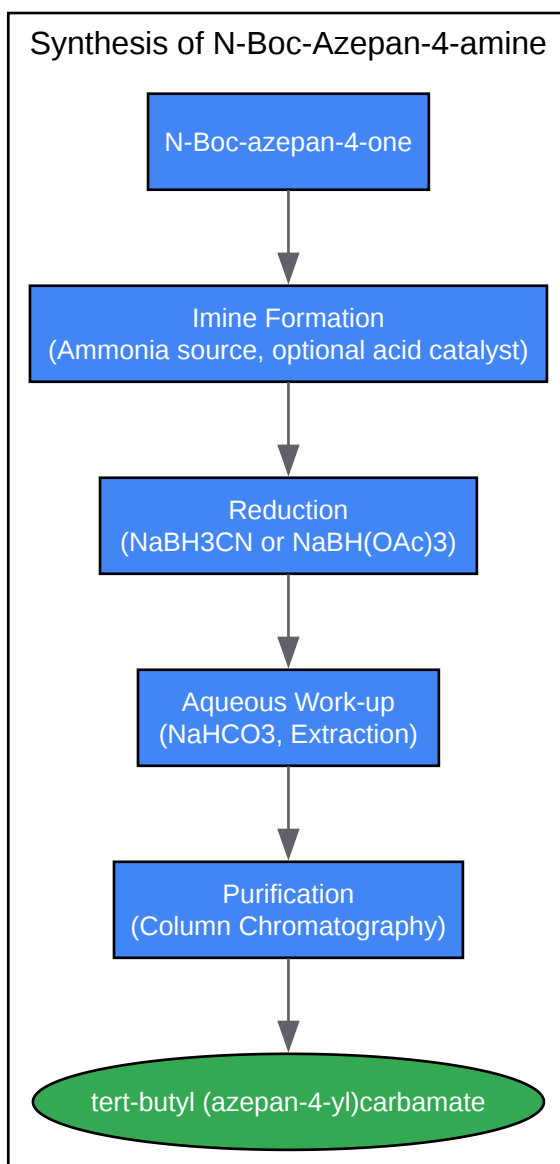 Synthesis of N-Boc-Azepan-4-amine
N-Boc-azepan-4-one
Imine Formation
(Ammonia source, optional acid catalyst)
Reduction
(NaBH3CN or NaBH(OAc)3)
Aqueous Work-up
(NaHCO3, Extraction)
Purification
(Column Chromatography)
tert-butyl (azepan-4-yl)carbamate